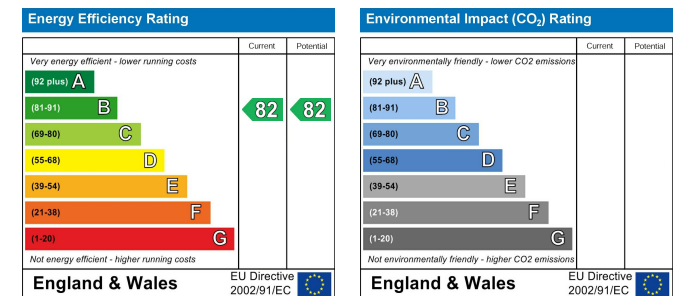 Energy Efficiency Rating
Current Potential
Very energy efficient - lower running costs
(92 plus) A
(81-91) B 82 82
(69-80) C
(55-68) D
(39-54) E
(21-38) F
(1-20) G
Not energy efficient - higher running costs
England & Wales
EU Directive
2002/91/EC
Environmental Impact (CO₂) Rating
Current Potential
Very environmentally friendly - lower CO2 emissions
(92 plus) A
(81-91) B
(69-80) C
(55-68) D
(39-54) E
(21-38) F
(1-20) G
Not environmentally friendly - higher CO2 emissions
England & Wales
EU Directive
2002/91/EC